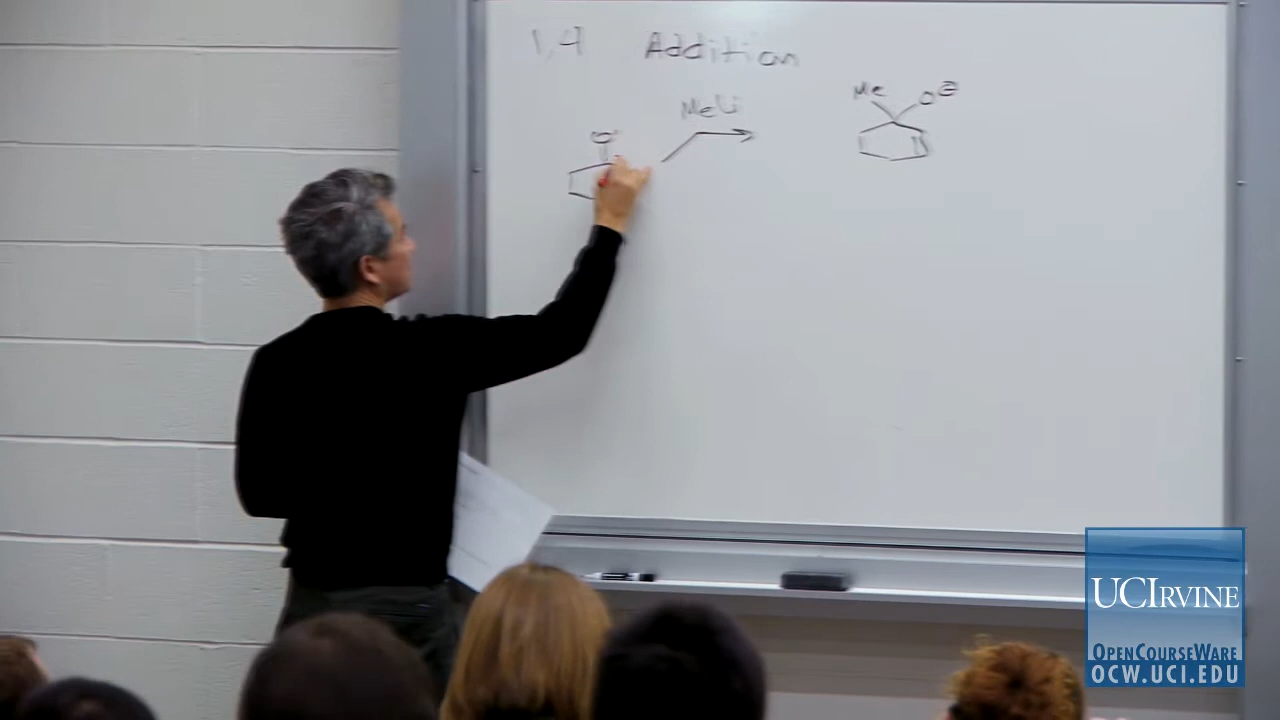 1,4 Addition
MeLi
O
Me O⊖
UCIRVINE
OPENCOURSEWARE
OCW.UCI.EDU